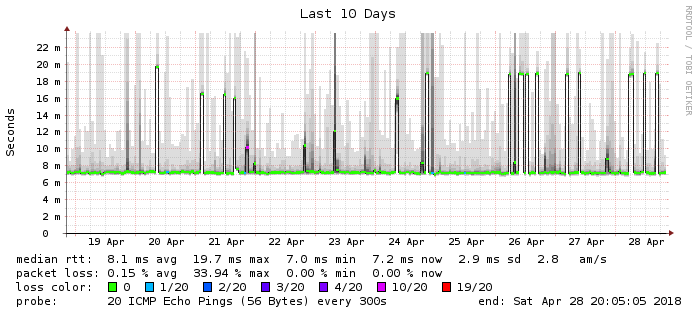 Last 10 Days
RRDTOOL / TOBI OETIKER
Seconds
22 m
20 m
18 m
16 m
14 m
12 m
10 m
8 m
6 m
4 m
2 m
0
19 Apr 20 Apr 21 Apr 22 Apr 23 Apr 24 Apr 25 Apr 26 Apr 27 Apr 28 Apr
median rtt: 8.1 ms avg 19.7 ms max 7.0 ms min 7.2 ms now 2.9 ms sd 2.8 am/s
packet loss: 0.15 % avg 33.94 % max 0.00 % min 0.00 % now
loss color: 0 1/20 2/20 3/20 4/20 10/20 19/20
probe: 20 ICMP Echo Pings (56 Bytes) every 300s end: Sat Apr 28 20:05:05 2018